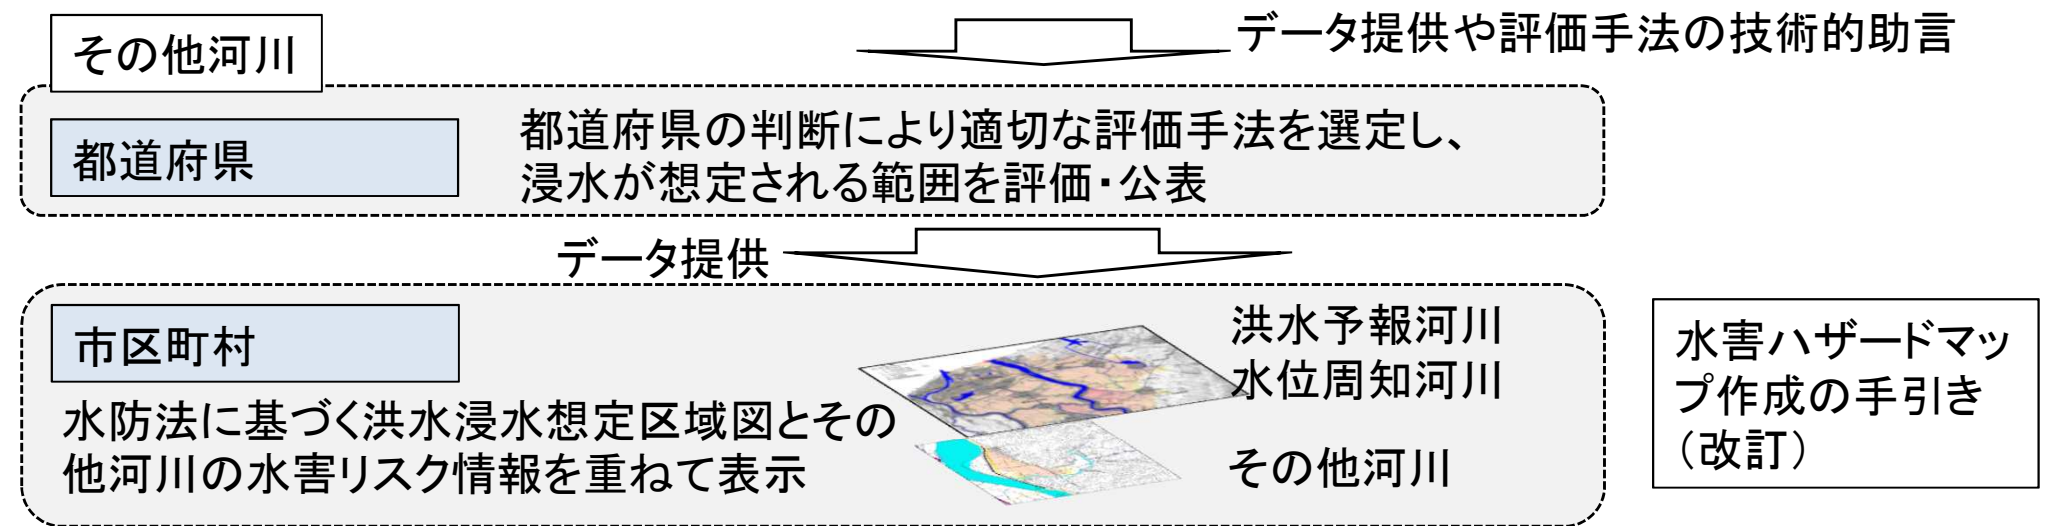 その他河川
データ提供や評価手法の技術的助言
都道府県
都道府県の判断により適切な評価手法を選定し、
浸水が想定される範囲を評価・公表
データ提供
市区町村
水防法に基づく洪水浸水想定区域図とその
他河川の水害リスク情報を重ねて表示
洪水予報河川
水位周知河川
その他河川
水害ハザードマッ
プ作成の手引き
（改訂）